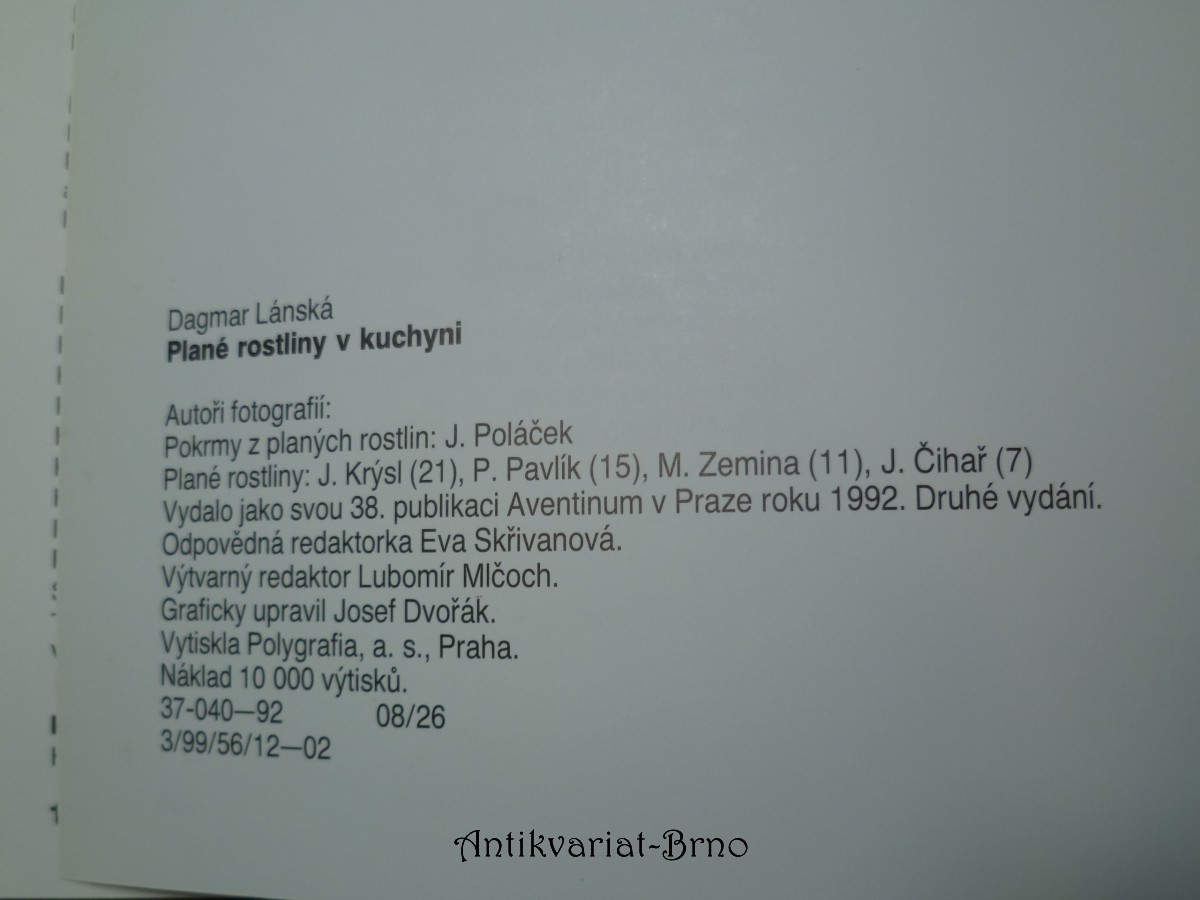 Dagmar Lánská
Plané rostliny v kuchyni
Autoři fotografií:
Pokrmy z planých rostlin: J. Poláček
Plané rostliny: J. Krýsl (21), P. Pavlík (15), M. Zemina (11), J. Čihař (7)
Vydalo jako svou 38. publikaci Aventinum v Praze roku 1992. Druhé vydání.
Odpovědná redaktorka Eva Skřivanová.
Výtvarný redaktor Lubomír Mlčoch.
Graficky upravil Josef Dvořák.
Vytiskla Polygrafia, a. s., Praha.
Náklad 10 000 výtisků.
37-040—92 08/26
3/99/56/12—02
Antikvariat-Brno